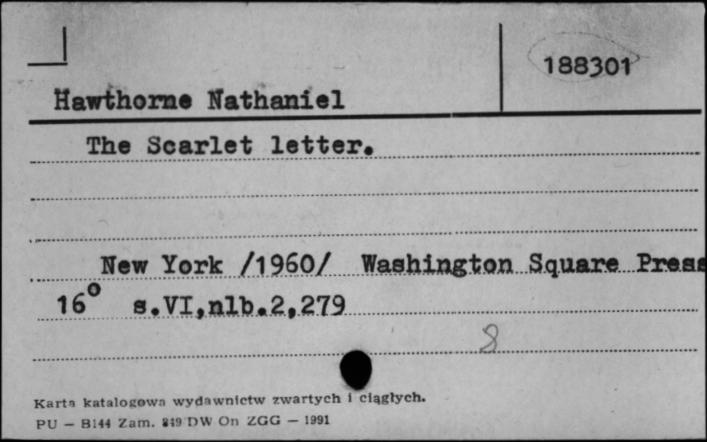 188301
Hawthorne Nathaniel
The Scarlet letter.
New York /1960/ Washington Square Press
16° s.VI,nlb.2,279
8
Karta katalogowa wydawnictw zwartych i ciągłych.
PU — B144 Zam. 849 DW On ZGG — 1991